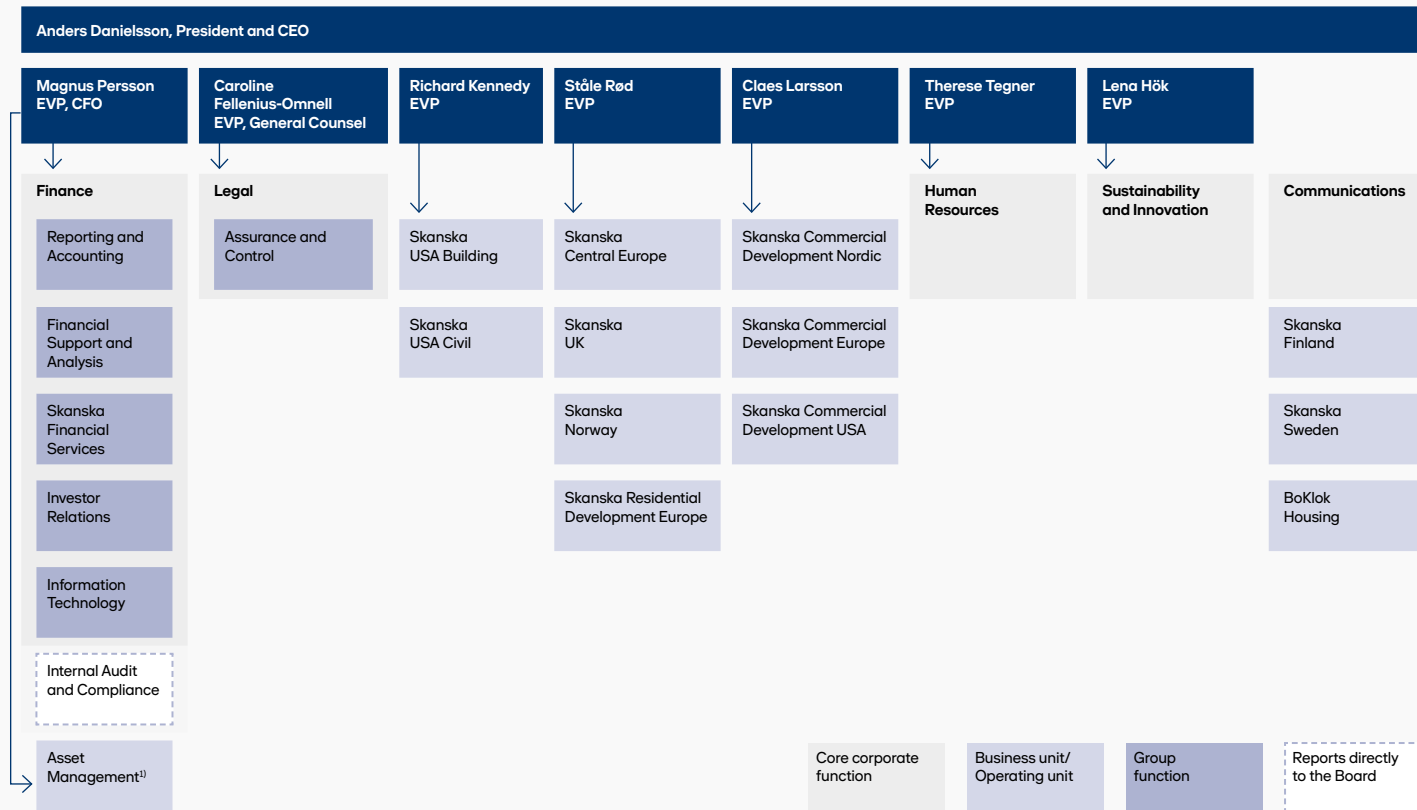 Anders Danielsson, President and CEO
Magnus Persson
EVP, CFO
Caroline
Fellenius-Omnell
EVP, General Counsel
Richard Kennedy
EVP
Ståle Rød
EVP
Claes Larsson
EVP
Therese Tegner
EVP
Lena Hök
EVP
Finance
Reporting and
Accounting
Financial
Support and
Analysis
Skanska
Financial
Services
Investor
Relations
Information
Technology
Internal Audit
and Compliance
Asset
Management1)
Legal
Assurance and
Control
Skanska
USA Building
Skanska
USA Civil
Skanska
Central Europe
Skanska
UK
Skanska
Norway
Skanska Residential
Development Europe
Skanska Commercial
Development Nordic
Skanska Commercial
Development Europe
Skanska Commercial
Development USA
Human
Resources
Sustainability
and Innovation
Communications
Skanska
Finland
Skanska
Sweden
BoKlok
Housing
Core corporate
function
Business unit/
Operating unit
Group
function
Reports directly
to the Board